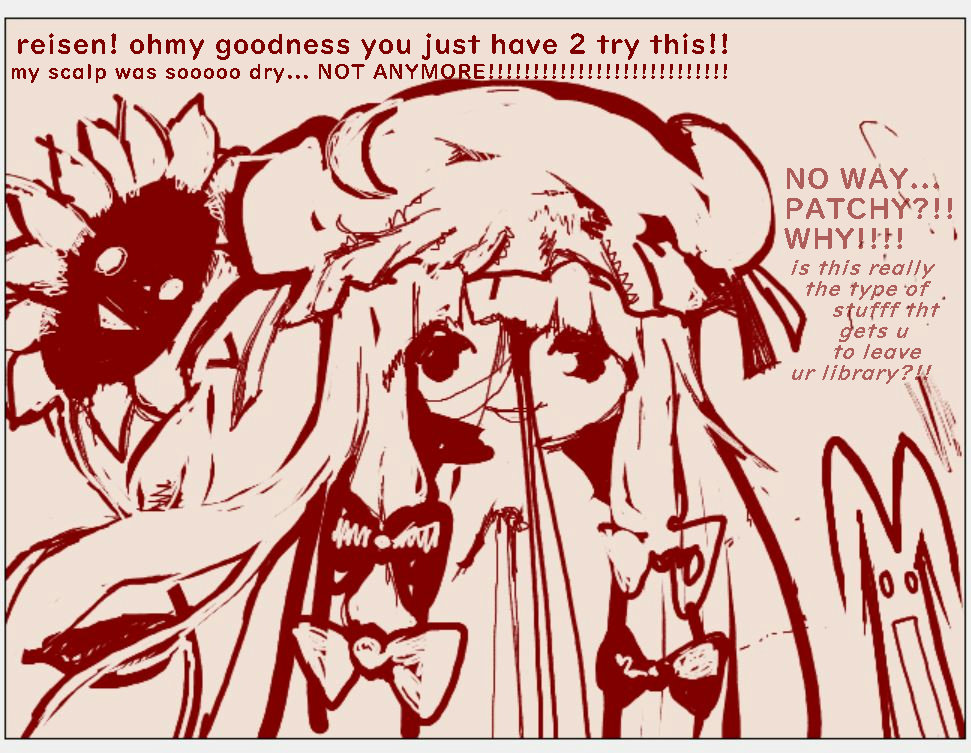 reisen! ohmy goodness you just have 2 try this!!
my scalp was sooooo dry... NOT ANYMORE!!!!!!!!!!!!!!!!!!!!!!!!!!!
NO WAY...
PATCHY?!!
WHY!!!!
is this really
the type of
stufff tht
gets u
to leave
ur library?!!